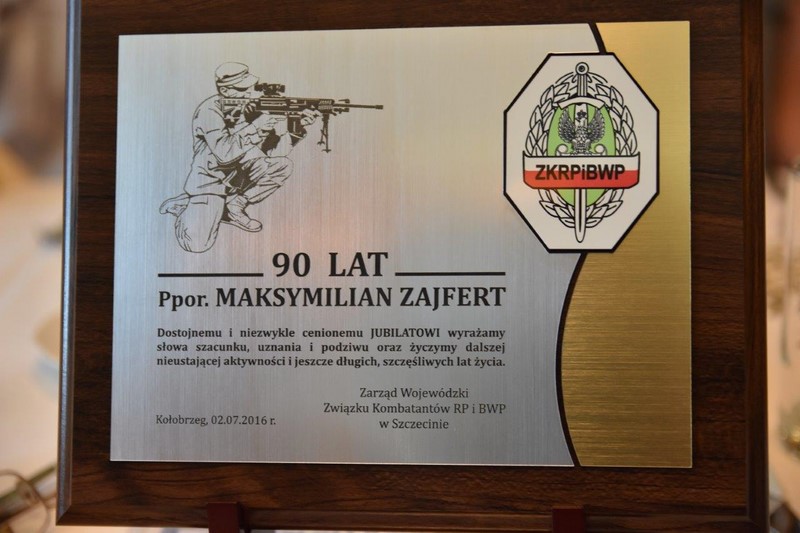 ZKRPiBWP
90 LAT
Ppor. MAKSYMILIAN ZAJFERT
Dostojnemu i niezwykle cenionemu JUBILATOWI wyrażamy
słowa szacunku, uznania i podziwu oraz życzymy dalszej
nieustającej aktywności i jeszcze długich, szczęśliwych lat życia.
Zarząd Wojewódzki
Związku Kombatantów RP i BWP
w Szczecinie
Kołobrzeg, 02.07.2016 r.